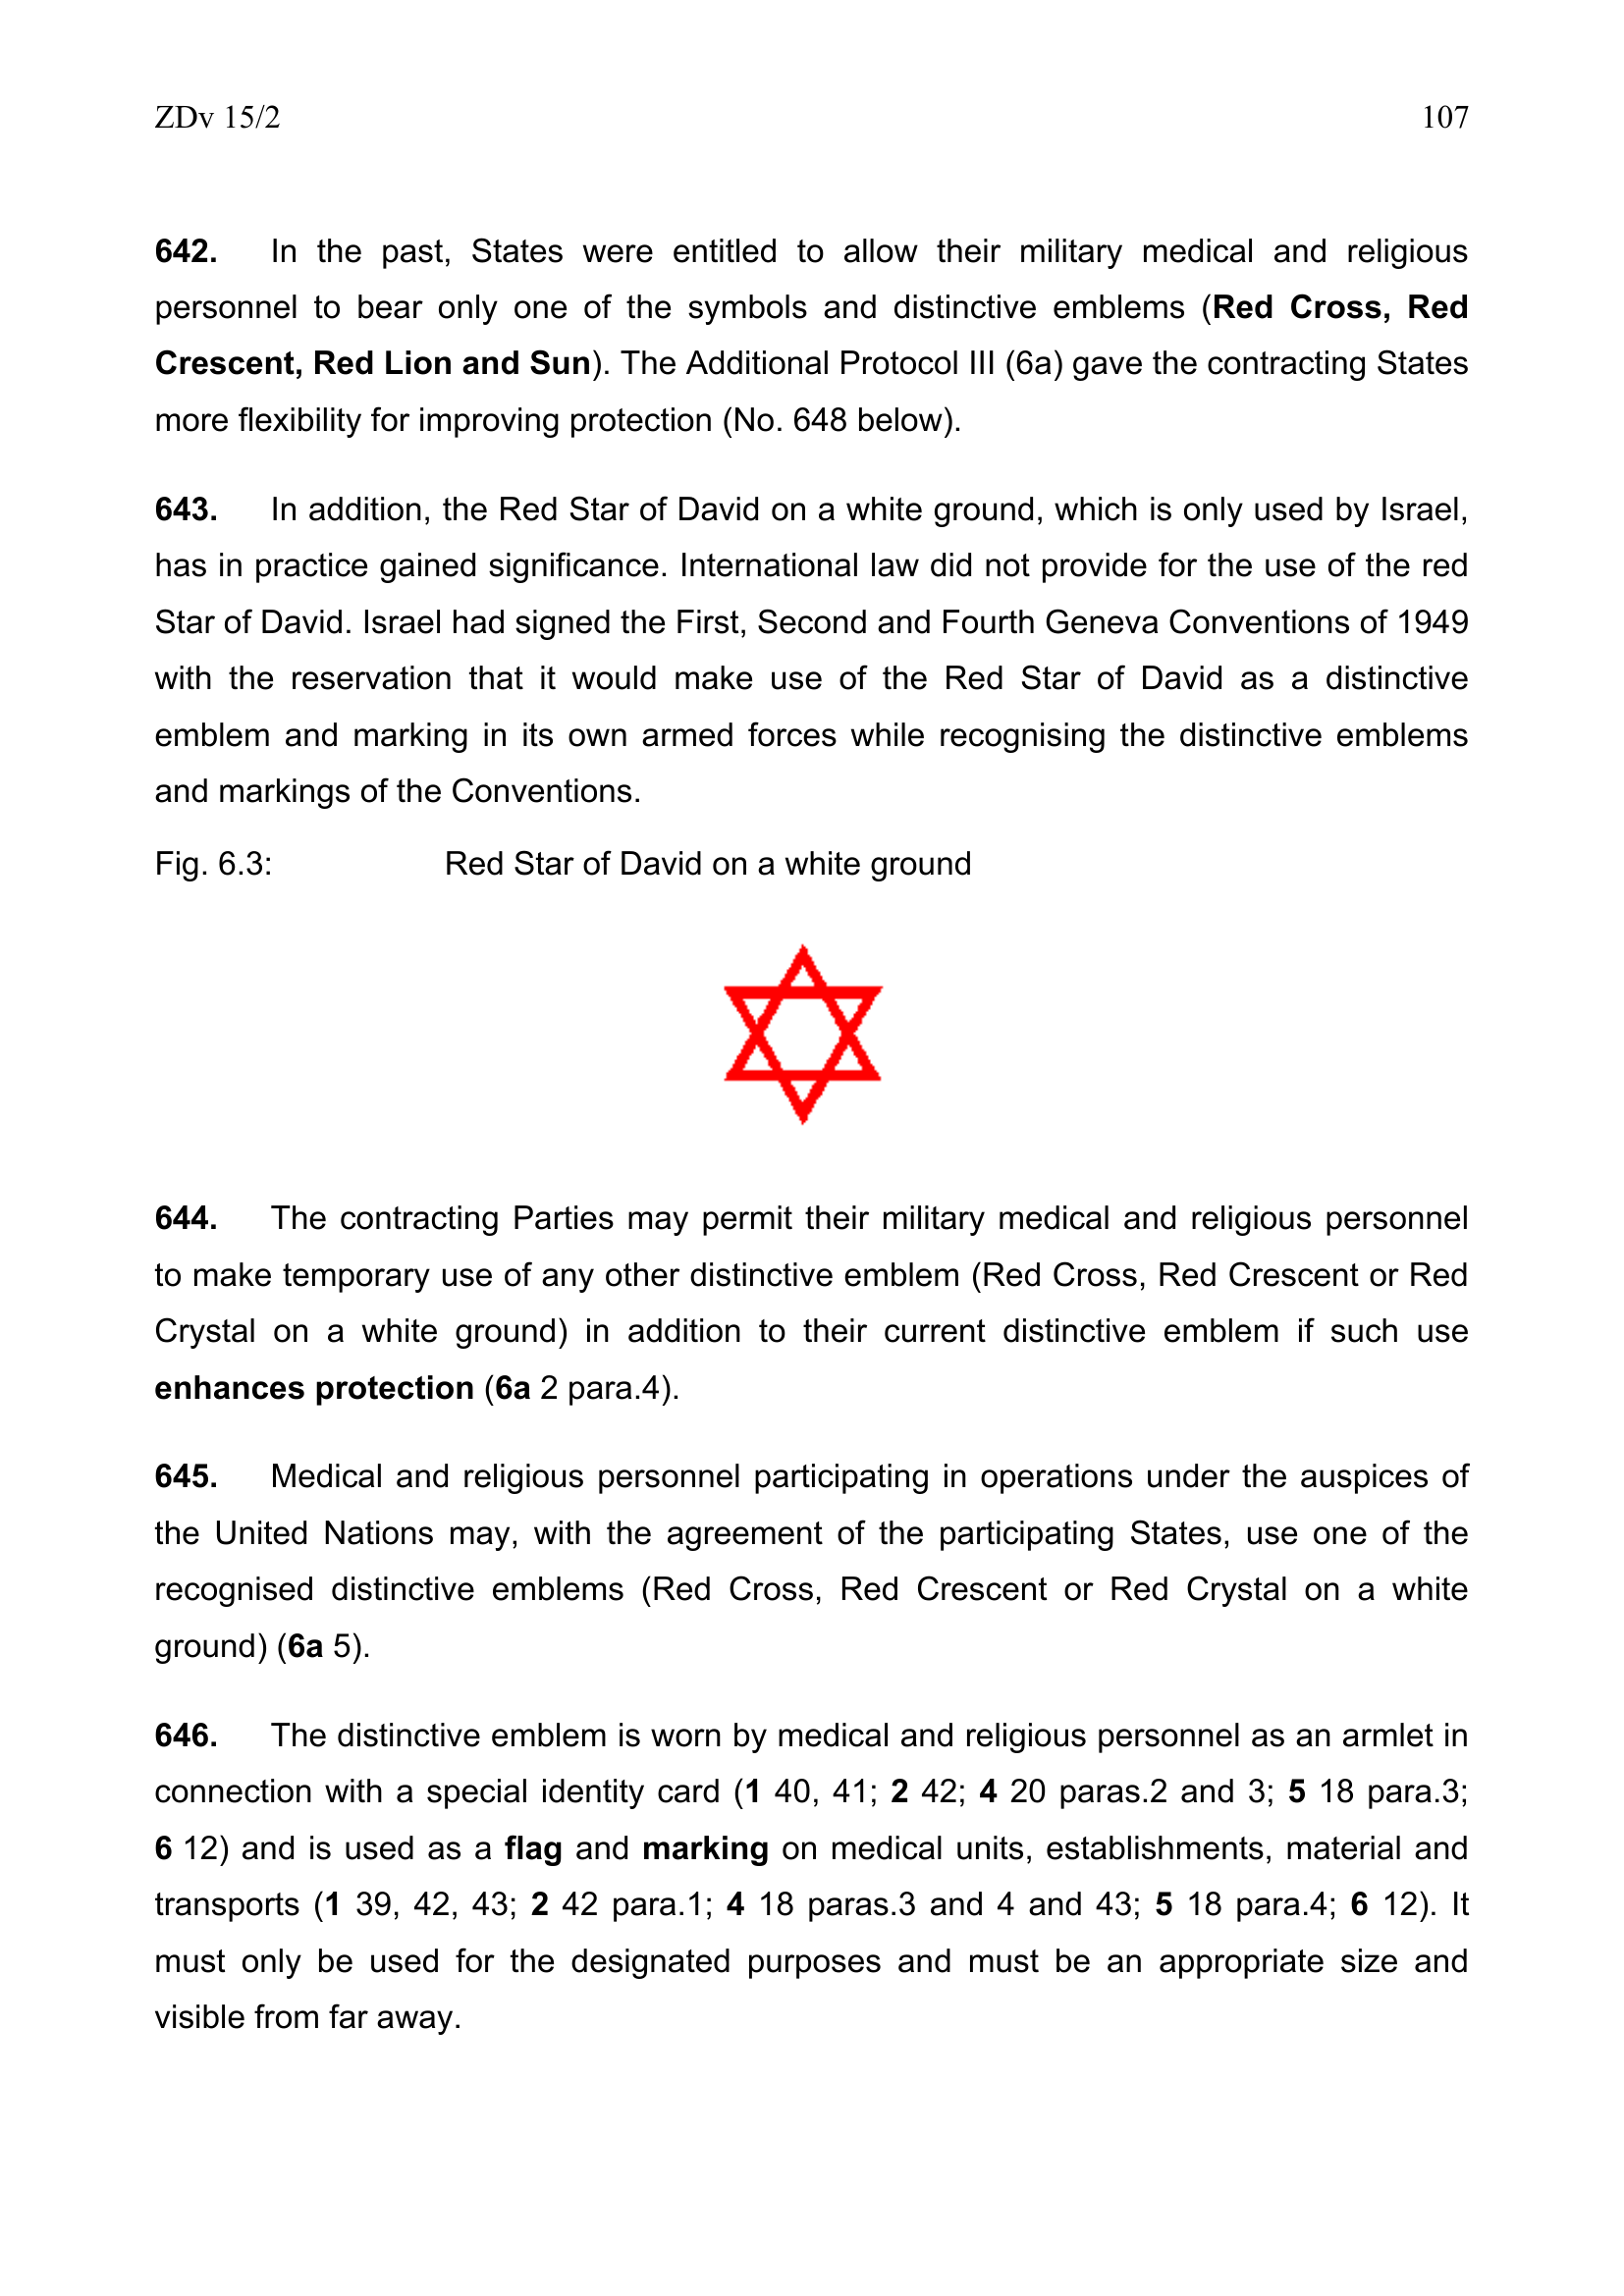 ZDv 15/2 107
642. In the past, States were entitled to allow their military medical and religious
personnel to bear only one of the symbols and distinctive emblems (Red Cross, Red
Crescent, Red Lion and Sun). The Additional Protocol III (6a) gave the contracting States
more flexibility for improving protection (No. 648 below).
643. In addition, the Red Star of David on a white ground, which is only used by Israel,
has in practice gained significance. International law did not provide for the use of the red
Star of David. Israel had signed the First, Second and Fourth Geneva Conventions of 1949
with the reservation that it would make use of the Red Star of David as a distinctive
emblem and marking in its own armed forces while recognising the distinctive emblems
and markings of the Conventions.
Fig. 6.3: Red Star of David on a white ground
644. The contracting Parties may permit their military medical and religious personnel
to make temporary use of any other distinctive emblem (Red Cross, Red Crescent or Red
Crystal on a white ground) in addition to their current distinctive emblem if such use
enhances protection (6a 2 para.4).
645. Medical and religious personnel participating in operations under the auspices of
the United Nations may, with the agreement of the participating States, use one of the
recognised distinctive emblems (Red Cross, Red Crescent or Red Crystal on a white
ground) (6a 5).
646. The distinctive emblem is worn by medical and religious personnel as an armlet in
connection with a special identity card (1 40, 41; 2 42; 4 20 paras.2 and 3; 5 18 para.3;
6 12) and is used as a flag and marking on medical units, establishments, material and
transports (1 39, 42, 43; 2 42 para.1; 4 18 paras.3 and 4 and 43; 5 18 para.4; 6 12). It
must only be used for the designated purposes and must be an appropriate size and
visible from far away.